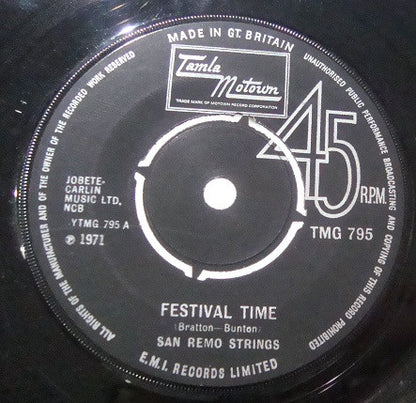 MADE IN GT. BRITAIN
UNAUTHORISED PUBLIC PERFORMANCE BROADCASTING AND COPYING OF THIS RECORD PROHIBITED
ALL RIGHTS OF THE MANUFACTURER AND OF THE OWNER OF THE RECORDED WORK RESERVED
Tamla
Motown
TRADE MARK OF MOTOWN RECORD CORPORATION
45
R.P.M.
JOBETE-
CARLIN
MUSIC LTD,
NCB
YTMG 795 A
℗ 1971
TMG 795
FESTIVAL TIME
(Bratton—Bunton)
SAN REMO STRINGS
E.M.I. RECORDS LIMITED